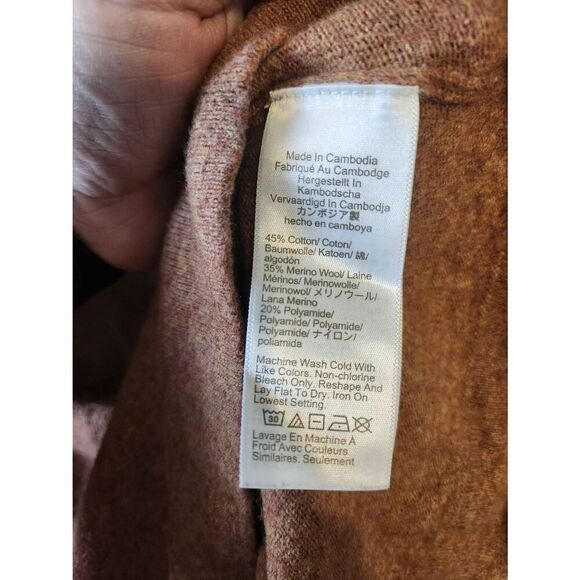 Made In Cambodia
Fabriqué Au Cambodge
Hergestellt In
Kambodscha
Vervaardigd In Cambodja
カンボジア製
hecho en camboya
45% Cotton/ Coton/
Baumwolle/ Katoen/ 綿/
algodón
35% Merino Wool/ Laine
Mérinos/ Merinowolle/
Merinowol/ メリノウール/
Lana Merino
20% Polyamide/
Polyamide/ Polyamide/
Polyamide/ ナイロン/
poliamida
Machine Wash Cold With
Like Colors. Non-chlorine
Bleach Only. Reshape And
Lay Flat To Dry. Iron On
Lowest Setting.
30
Lavage En Machine À
Froid Avec Couleurs
Similaires. Seulement